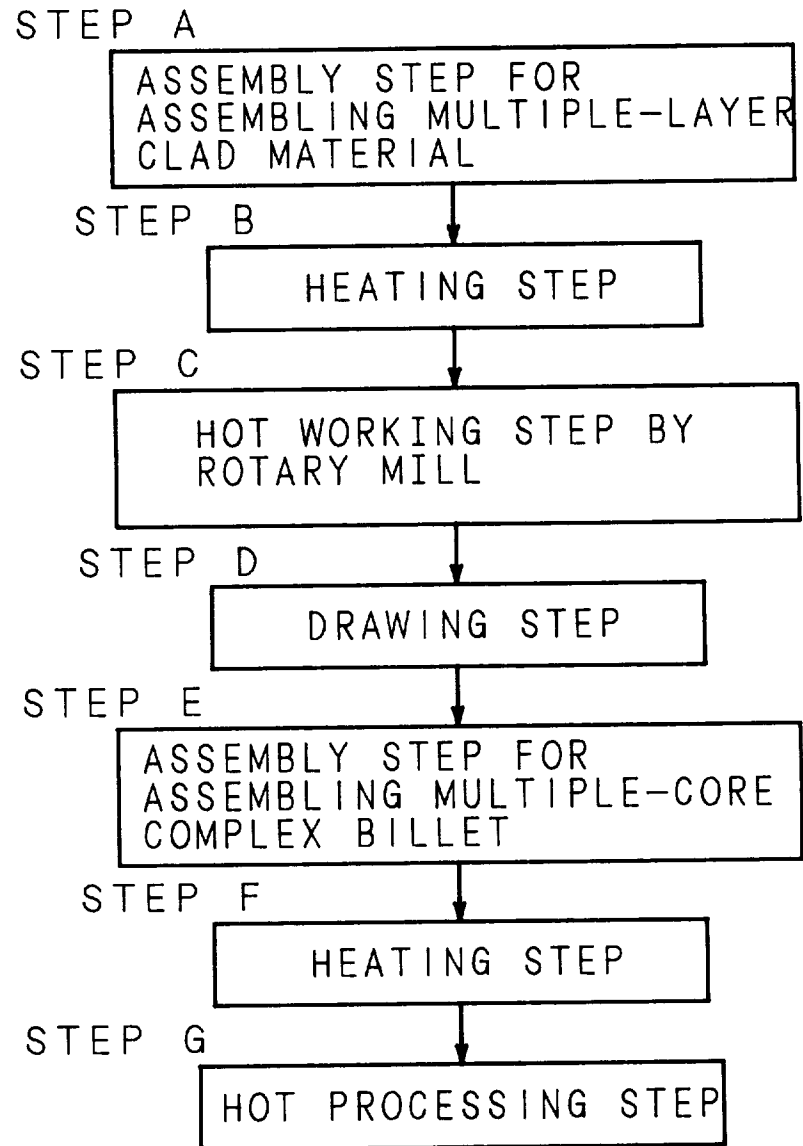 STEP A
ASSEMBLY STEP FOR
ASSEMBLING MULTIPLE-LAYER
CLAD MATERIAL
STEP B
HEATING STEP
STEP C
HOT WORKING STEP BY
ROTARY MILL
STEP D
DRAWING STEP
STEP E
ASSEMBLY STEP FOR
ASSEMBLING MULTIPLE-CORE
COMPLEX BILLET
STEP F
HEATING STEP
STEP G
HOT PROCESSING STEP